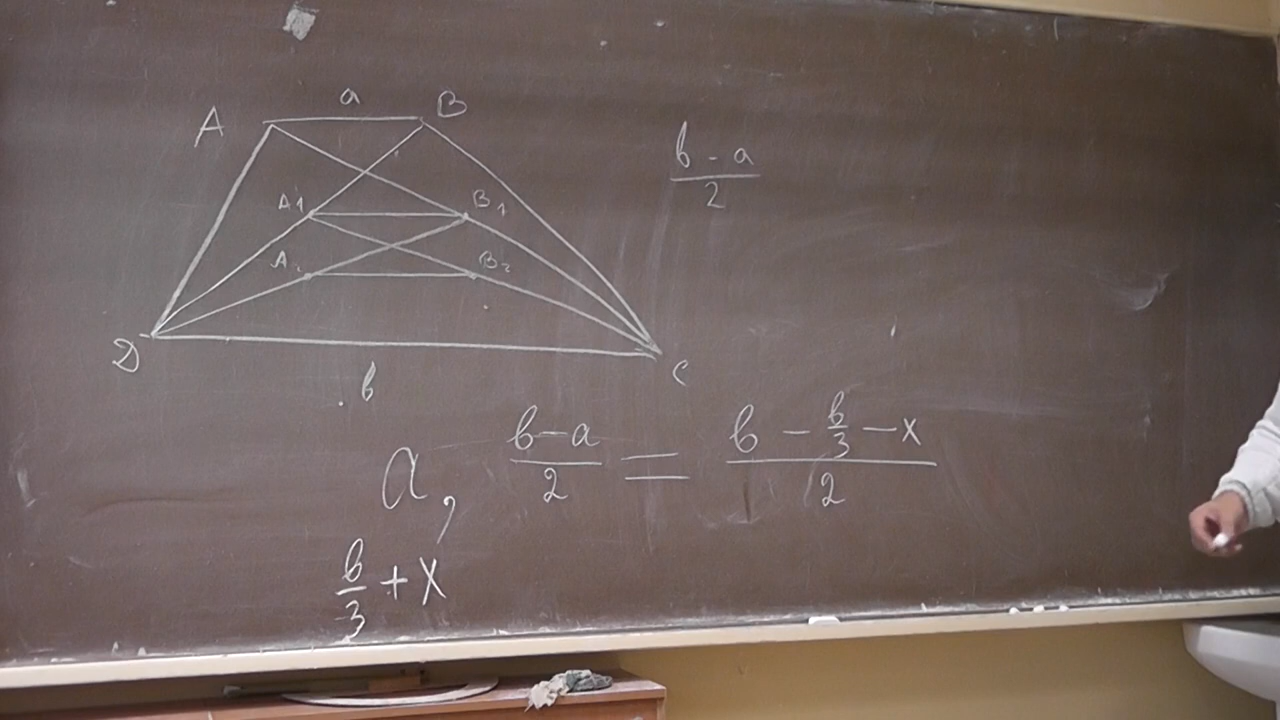 a
A B
b - a / 2
A1 B1
A2 B2
D C
b
a, (b-a)/2 = (b - b/3 - x)/2
b/3 + x